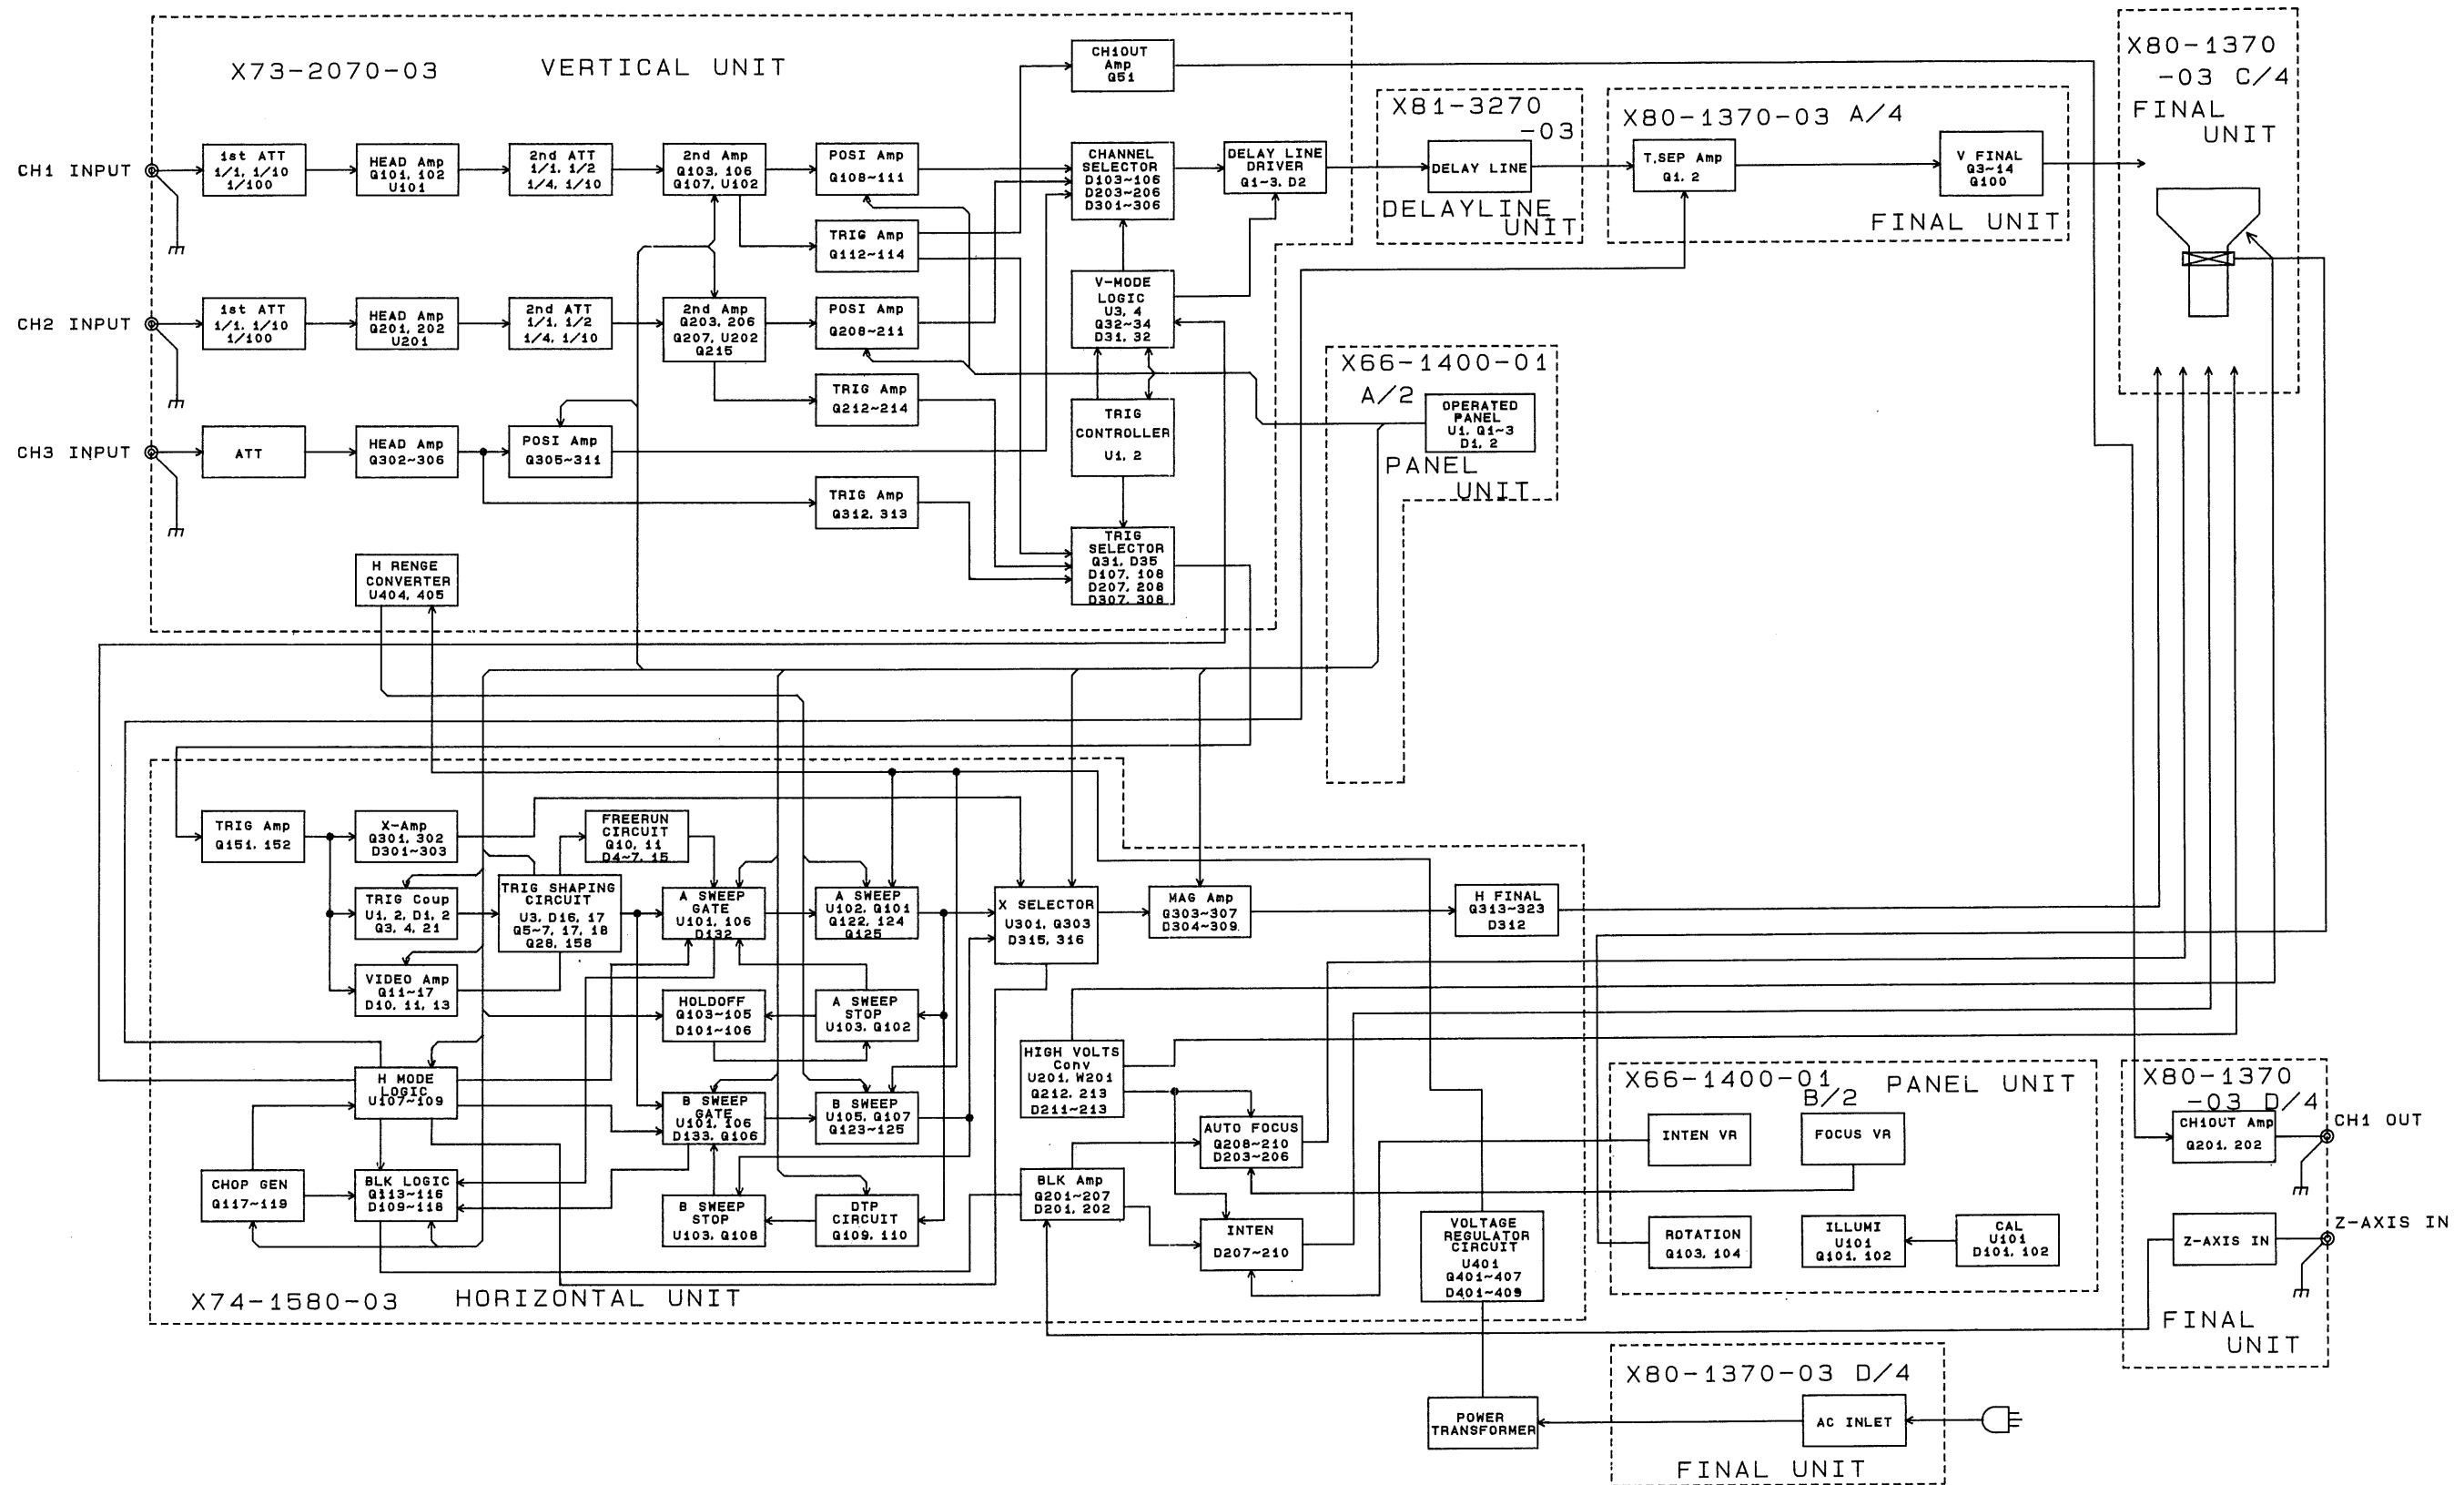 X73-2070-03
VERTICAL UNIT
CH1OUT
Amp
Q51
X81-3270
-03
X80-1370-03 A/4
X80-1370
-03 C/4
FINAL
UNIT
CH1 INPUT
1st ATT
1/1, 1/10
1/100
HEAD Amp
Q101, 102
U101
2nd ATT
1/1, 1/2
1/4, 1/10
2nd Amp
Q103, 106
Q107, U102
POSI Amp
Q108~111
CHANNEL
SELECTOR
D103~106
D203~206
D301~306
DELAY LINE
DRIVER
Q1~3, D2
DELAY LINE
DELAYLINE
UNIT
T.SEP Amp
Q1, 2
V FINAL
Q3~14
Q100
FINAL UNIT
TRIG Amp
Q112~114
CH2 INPUT
1st ATT
1/1, 1/10
1/100
HEAD Amp
Q201, 202
U201
2nd ATT
1/1, 1/2
1/4, 1/10
2nd Amp
Q203, 206
Q207, U202
Q215
POSI Amp
Q208~211
V-MODE
LOGIC
U3, 4
Q32~34
D31, 32
TRIG Amp
Q212~214
X66-1400-01
A/2
OPERATED
PANEL
U1, Q1~3
D1, 2
PANEL
UNIT
CH3 INPUT
ATT
HEAD Amp
Q302~306
POSI Amp
Q305~311
TRIG
CONTROLLER
U1, 2
TRIG Amp
Q312, 313
TRIG
SELECTOR
Q31, D35
D107, 108
D207, 208
D307, 308
H RENGE
CONVERTER
U404, 405
TRIG Amp
Q151, 152
X-Amp
Q301, 302
D301~303
FREERUN
CIRCUIT
Q10, 11
D4~7, 15
TRIG Coup
U1, 2, D1, 2
Q3, 4, 21
TRIG SHAPING
CIRCUIT
U3, D16, 17
Q5~7, 17, 18
Q28, 158
A SWEEP
GATE
U101, 106
D132
A SWEEP
U102, Q101
Q122, 124
Q125
X SELECTOR
U301, Q303
D315, 316
MAG Amp
Q303~307
D304~309
H FINAL
Q313~323
D312
VIDEO Amp
Q11~17
D10, 11, 13
HOLDOFF
Q103~105
D101~106
A SWEEP
STOP
U103, Q102
H MODE
LOGIC
U107~109
B SWEEP
GATE
U101, 106
D133, Q106
B SWEEP
U105, Q107
Q123~125
HIGH VOLTS
Conv
U201, W201
Q212, 213
D211~213
AUTO FOCUS
Q208~210
D203~206
X66-1400-01
B/2
PANEL UNIT
INTEN VR
FOCUS VR
X80-1370
-03 D/4
CH1OUT Amp
Q201, 202
CH1 OUT
CHOP GEN
Q117~119
BLK LOGIC
Q113~116
D109~118
B SWEEP
STOP
U103, Q108
DTP
CIRCUIT
Q109, 110
BLK Amp
Q201~207
D201, 202
INTEN
D207~210
VOLTAGE
REGULATOR
CIRCUIT
U401
Q401~407
D401~409
ROTATION
Q103, 104
ILLUMI
U101
Q101, 102
CAL
U101
D101, 102
Z-AXIS IN
Z-AXIS IN
FINAL
UNIT
X74-1580-03
HORIZONTAL UNIT
X80-1370-03 D/4
POWER
TRANSFORMER
AC INLET
FINAL UNIT